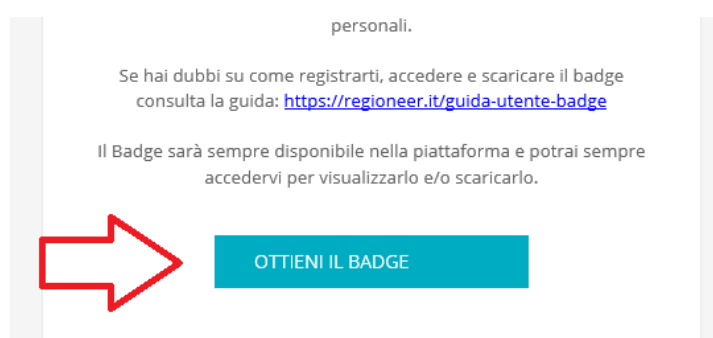 personali.
Se hai dubbi su come registrarti, accedere e scaricare il badge
consulta la guida: https://regioneer.it/guida-utente-badge
Il Badge sarà sempre disponibile nella piattaforma e potrai sempre
accedervi per visualizzarlo e/o scaricarlo.
OTTIENI IL BADGE